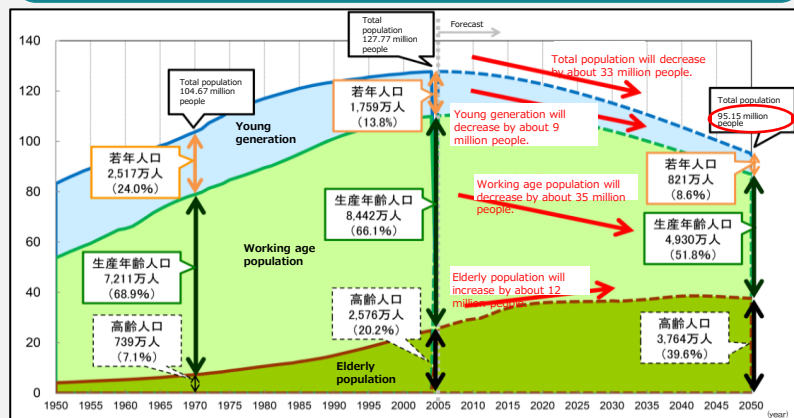 Total
population
127.77 million
people
Forecast
140
120
100
80
60
40
20
0
Total population
104.67 million
people
Total population will decrease
by about 33 million people.
Total population
95.15 million
people
Young
generation
若年人口
2,517万人
(24.0%)
若年人口
1,759万人
(13.8%)
Young generation will
decrease by about 9
million people.
若年人口
821万人
(8.6%)
生産年齢人口
7,211万人
(68.9%)
Working age
population
生産年齢人口
8,442万人
(66.1%)
Working age population will
decrease by about 35 million
people.
生産年齢人口
4,930万人
(51.8%)
高齢人口
739万人
(7.1%)
Elderly
population
高齢人口
2,576万人
(20.2%)
Elderly population will
increase by about 12
million people.
高齢人口
3,764万人
(39.6%)
1950 1955 1960 1965 1970 1975 1980 1985 1990 1995 2000 2005 2010 2015 2020 2025 2030 2035 2040 2045 2050
(year)